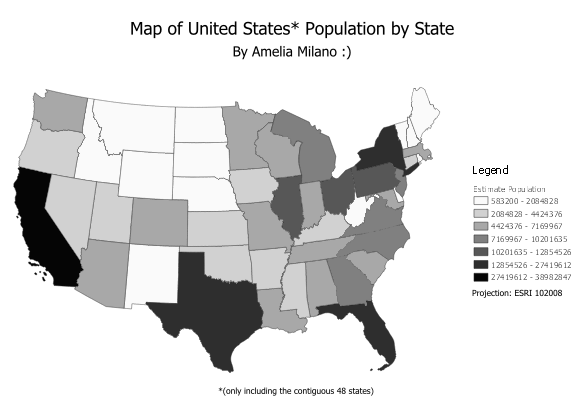 Map of United States* Population by State
By Amelia Milano :)
Legend
Estimate: Population
583200 - 2084828
2084828 - 4424376
4424376 - 7169967
7169967 - 10201635
10201635 - 12854526
12854526 - 27419612
27419612 - 38982847
Projection: ESRI 102008
*(only including the contiguous 48 states)